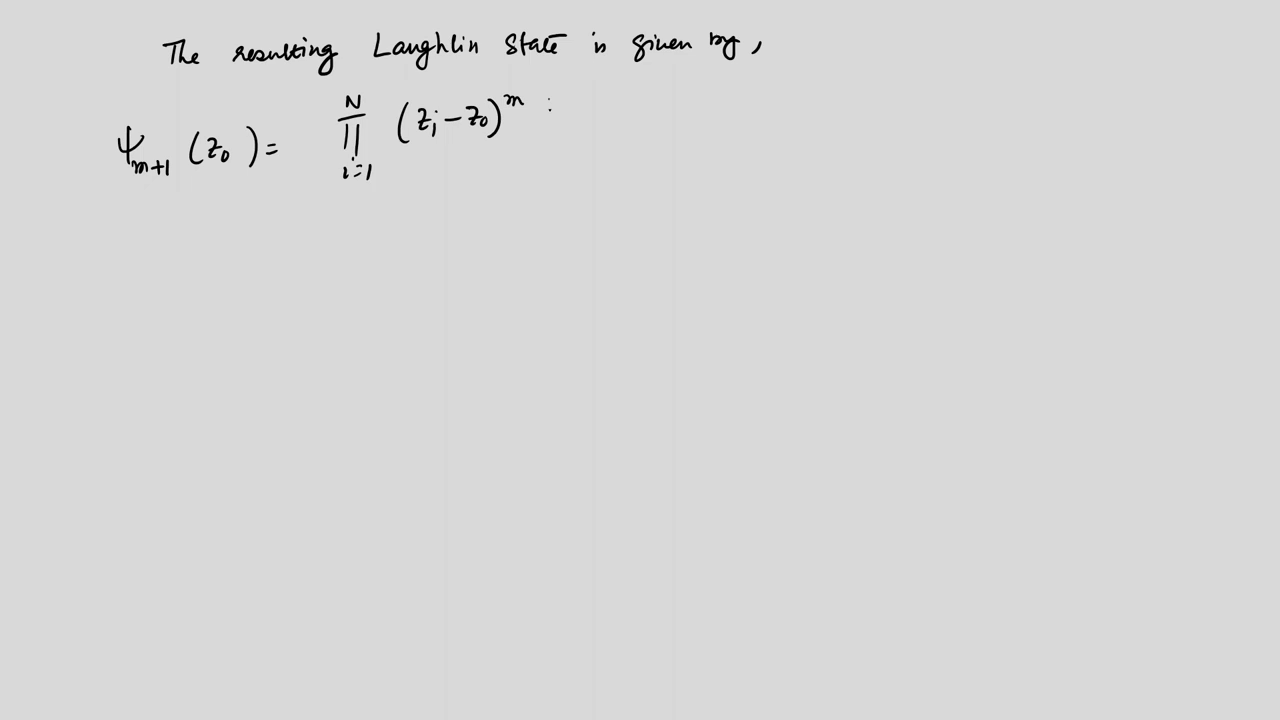 The resulting Laughlin state is given by,
ψ_{m+1} (z_0) = ∏_{i=1}^{N} (z_i - z_0)^m :